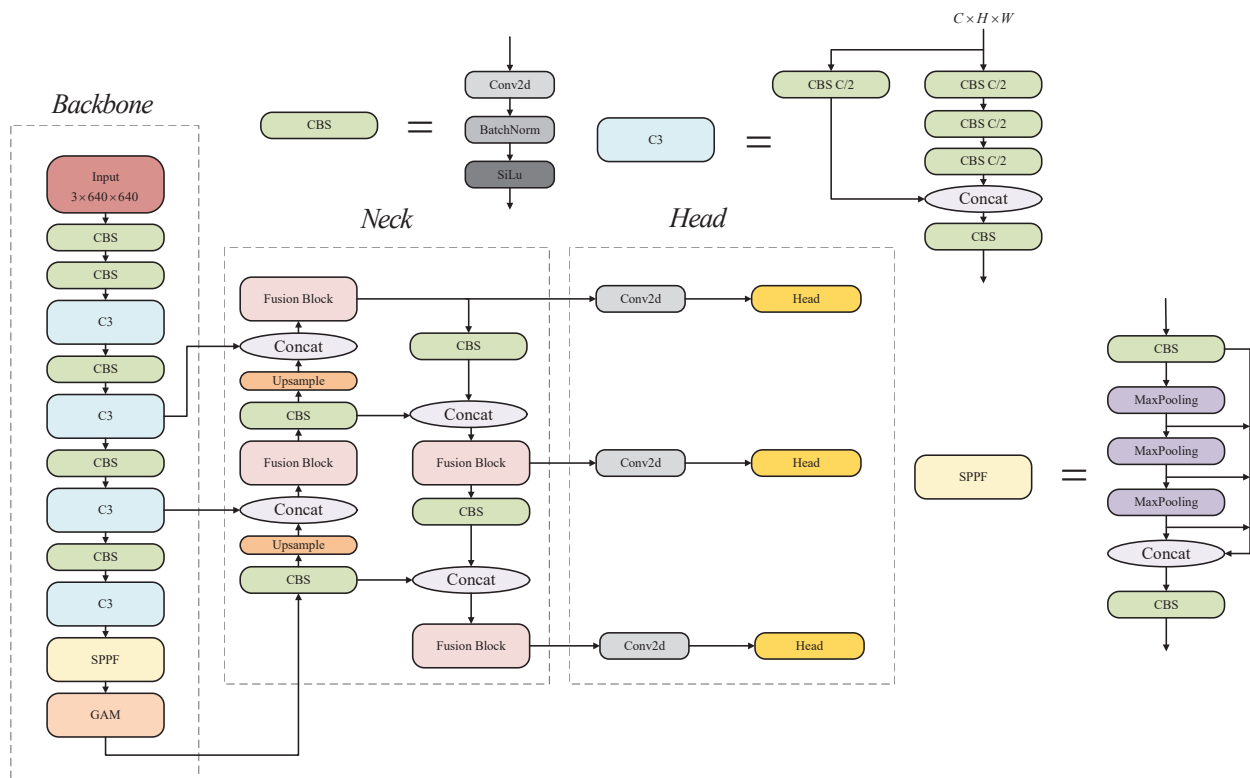 Backbone
Input
3×640×640
CBS
CBS
C3
CBS
C3
CBS
C3
CBS
C3
SPPF
GAM
CBS
=
Conv2d
BatchNorm
SiLu
C3
=
C×H×W
CBS C/2
CBS C/2
CBS C/2
CBS C/2
Concat
CBS
Neck
Fusion Block
Concat
Upsample
CBS
Fusion Block
Concat
Upsample
CBS
CBS
Concat
Fusion Block
CBS
Concat
Fusion Block
Head
Conv2d
Head
Conv2d
Head
Conv2d
Head
SPPF
=
CBS
MaxPooling
MaxPooling
MaxPooling
Concat
CBS